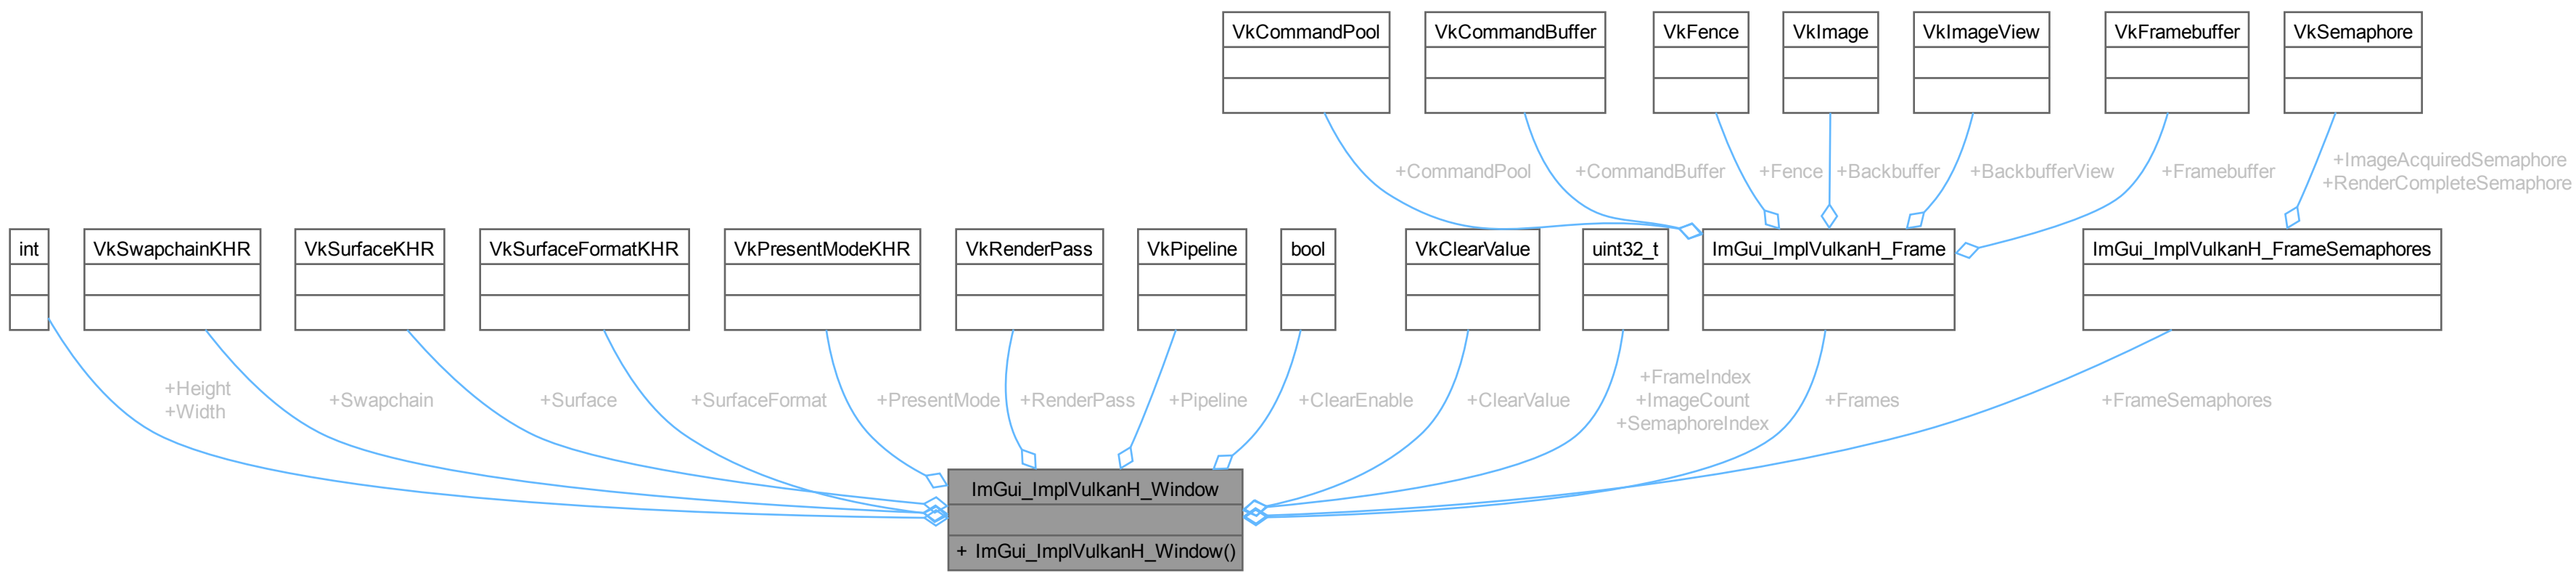 VkCommandPool
VkCommandBuffer
VkFence
VkImage
VkImageView
VkFramebuffer
VkSemaphore
+CommandPool
+CommandBuffer
+Fence
+Backbuffer
+BackbufferView
+Framebuffer
+ImageAcquiredSemaphore
+RenderCompleteSemaphore
int
VkSwapchainKHR
VkSurfaceKHR
VkSurfaceFormatKHR
VkPresentModeKHR
VkRenderPass
VkPipeline
bool
VkClearValue
uint32_t
ImGui_ImplVulkanH_Frame
ImGui_ImplVulkanH_FrameSemaphores
+Height
+Width
+Swapchain
+Surface
+SurfaceFormat
+PresentMode
+RenderPass
+Pipeline
+ClearEnable
+ClearValue
+FrameIndex
+ImageCount
+SemaphoreIndex
+Frames
+FrameSemaphores
ImGui_ImplVulkanH_Window
+ ImGui_ImplVulkanH_Window()